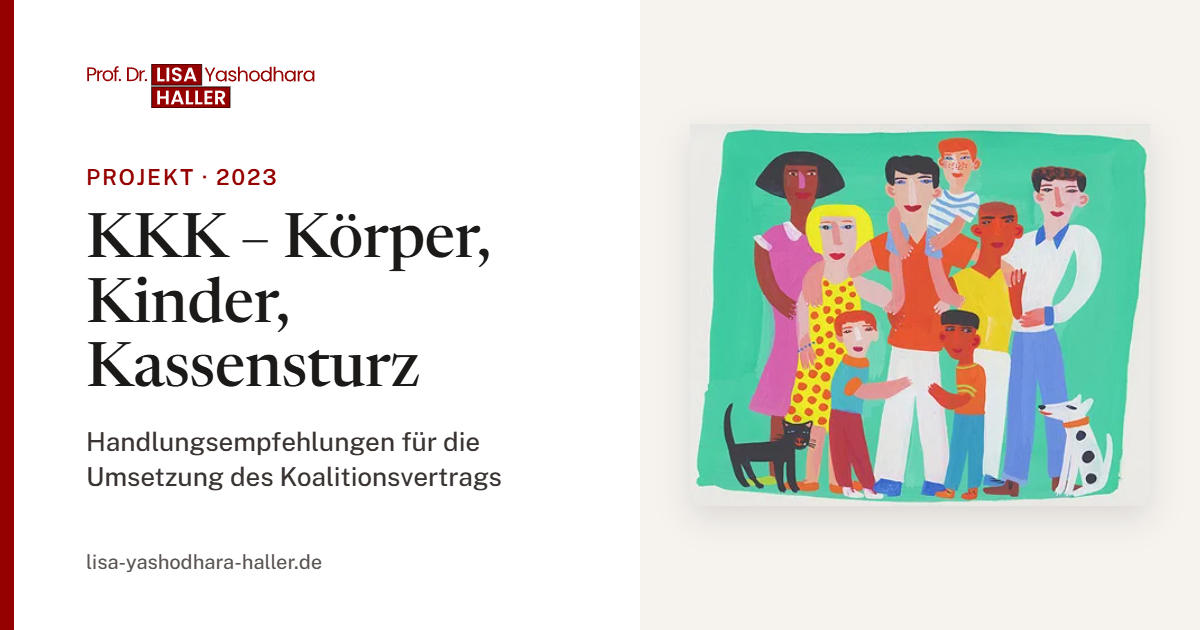 Prof. Dr. LISA Yashodhara
HALLER
PROJEKT · 2023
KKK – Körper,
Kinder,
Kassensturz
Handlungsempfehlungen für die
Umsetzung des Koalitionsvertrags
lisa-yashodhara-haller.de